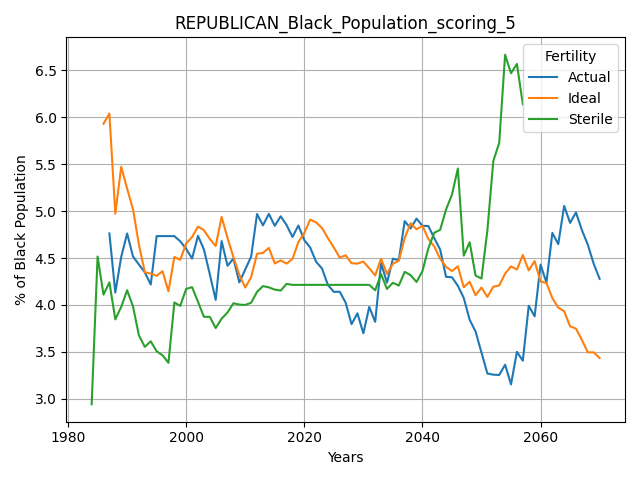 REPUBLICAN_Black_Population_scoring_5
% of Black Population
6.5
6.0
5.5
5.0
4.5
4.0
3.5
3.0
Fertility
Actual
Ideal
Sterile
1980
2000
2020
2040
2060
Years